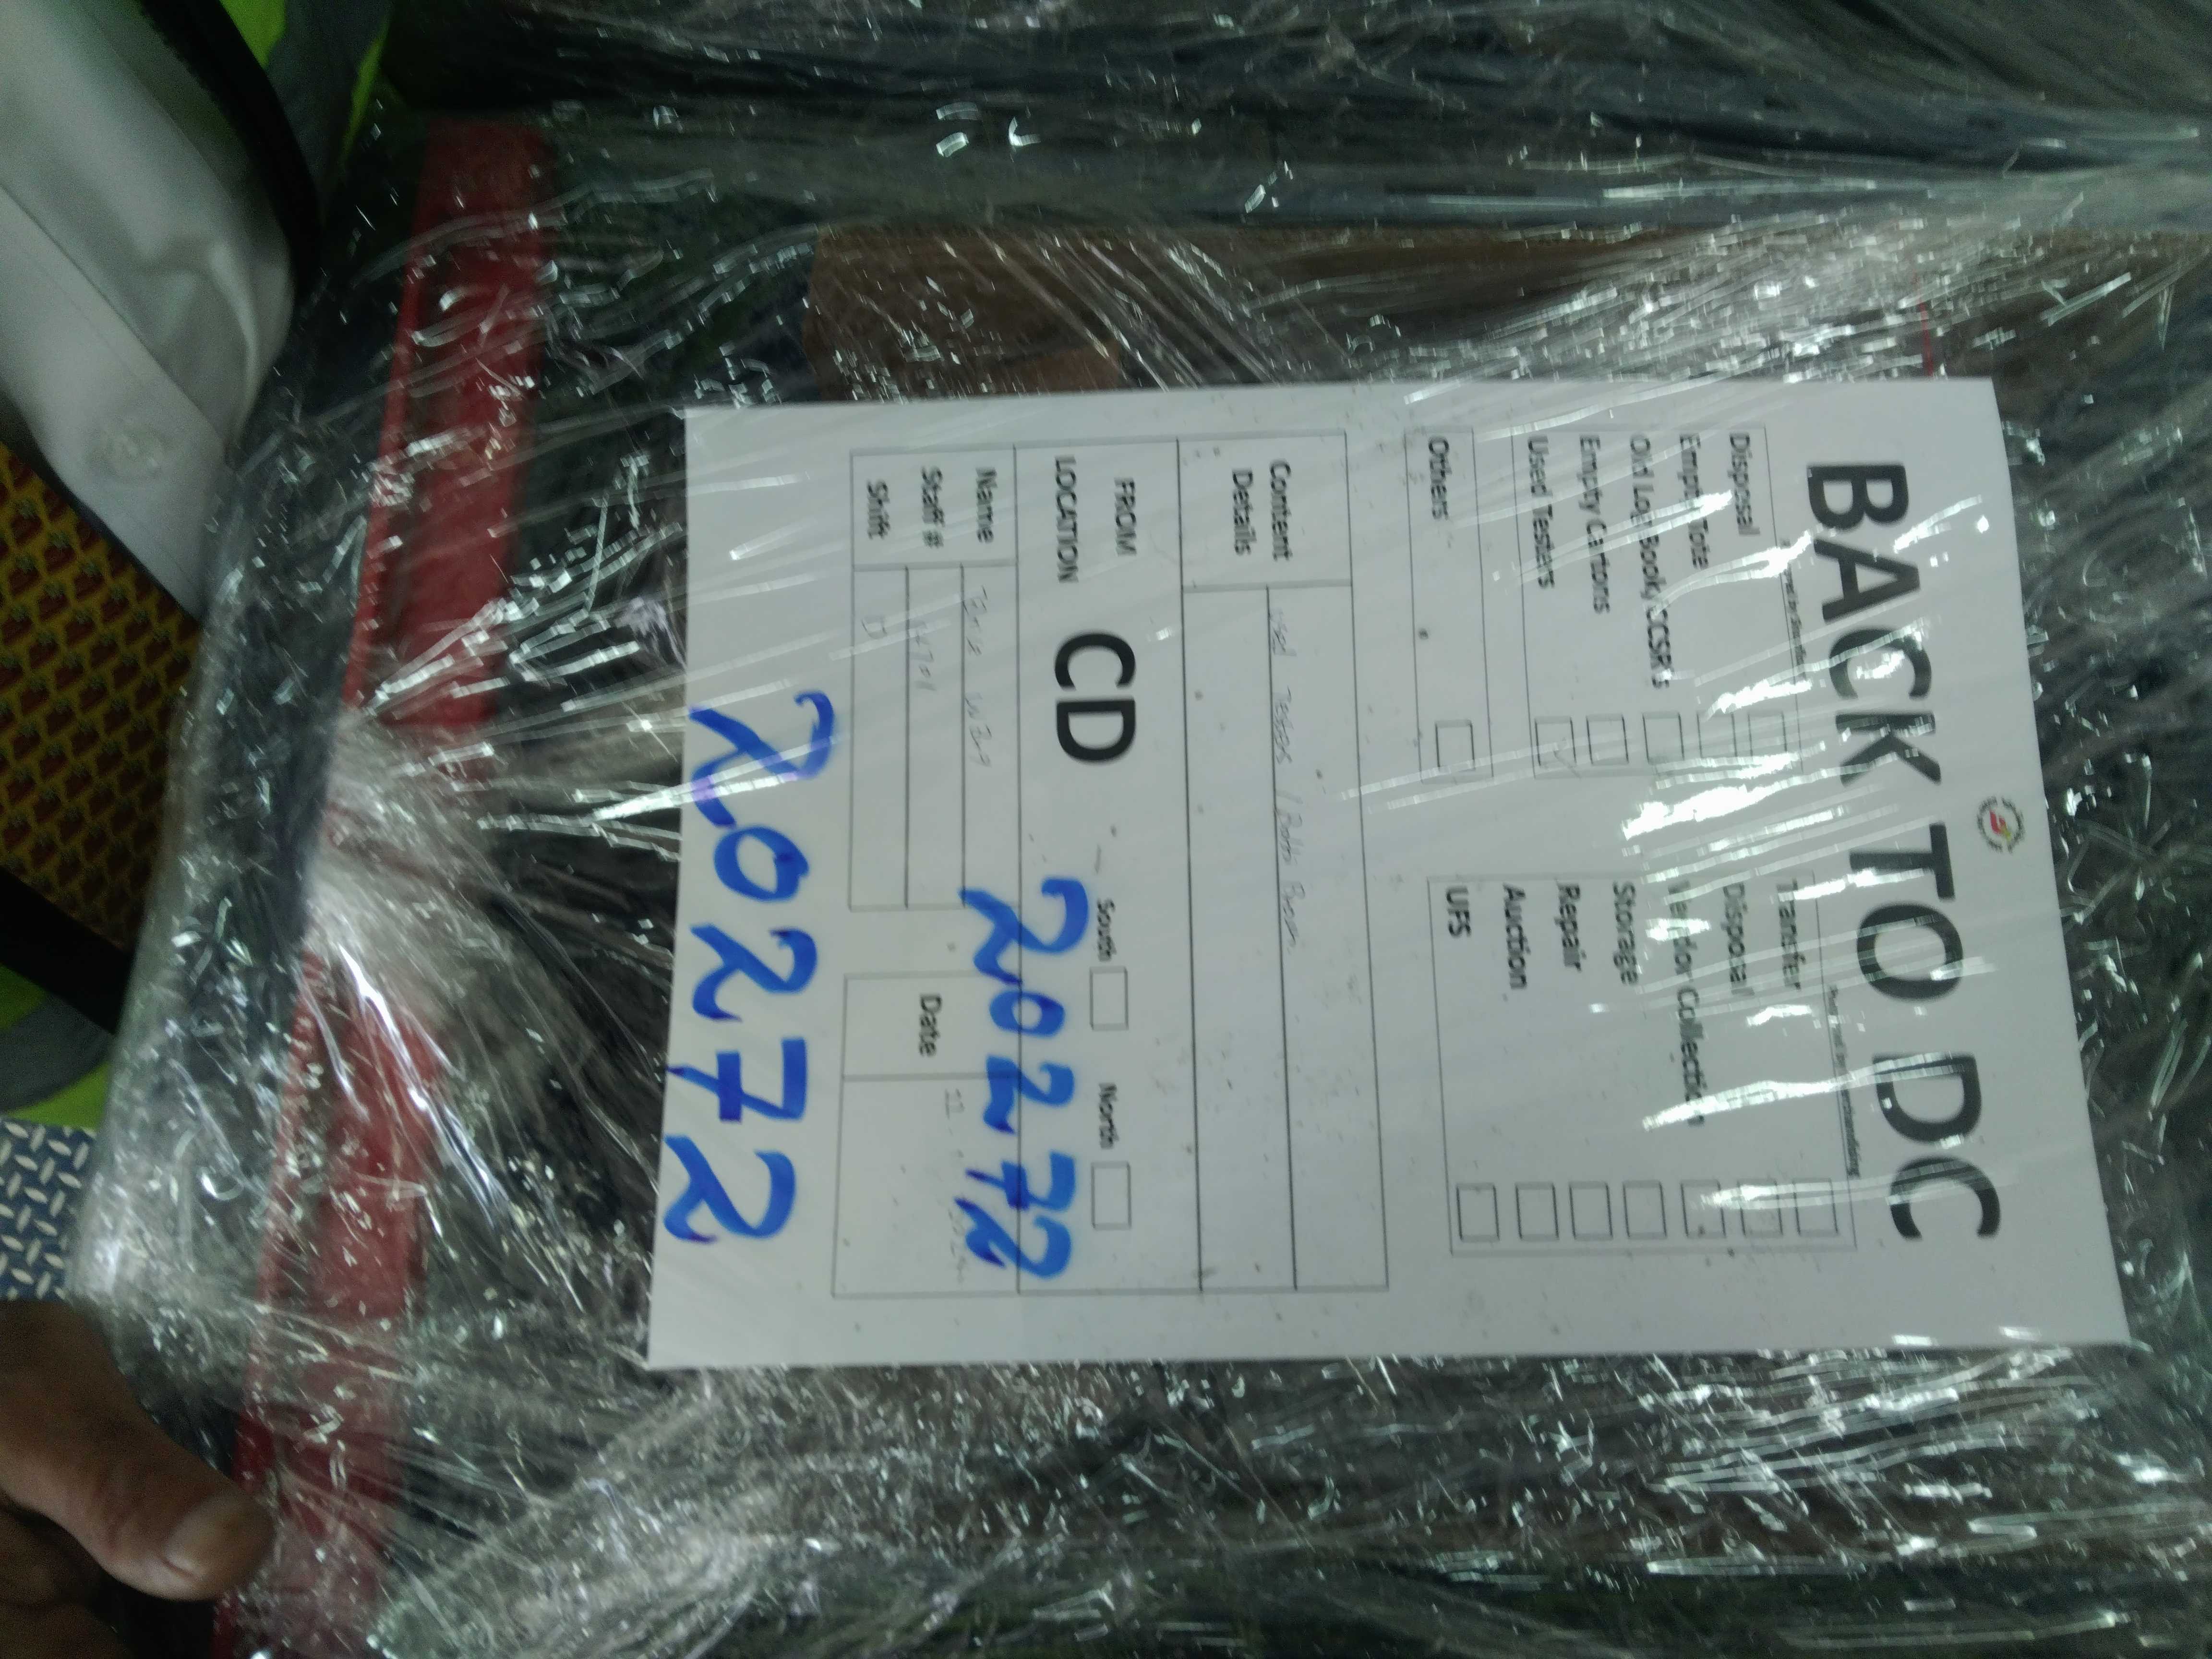 BACK TO DC
Disposal
Empty Tote
Old Log Book/CCSR's
Empty Cartons
Used Testers
Others
Transfer
Disposal
Vendor Collection
Storage
Repair
Auction
UFS
Content Details
Used
FROM LOCATION
CD
South
North
20272
Name
Staff #
Shift
D
Date
20272